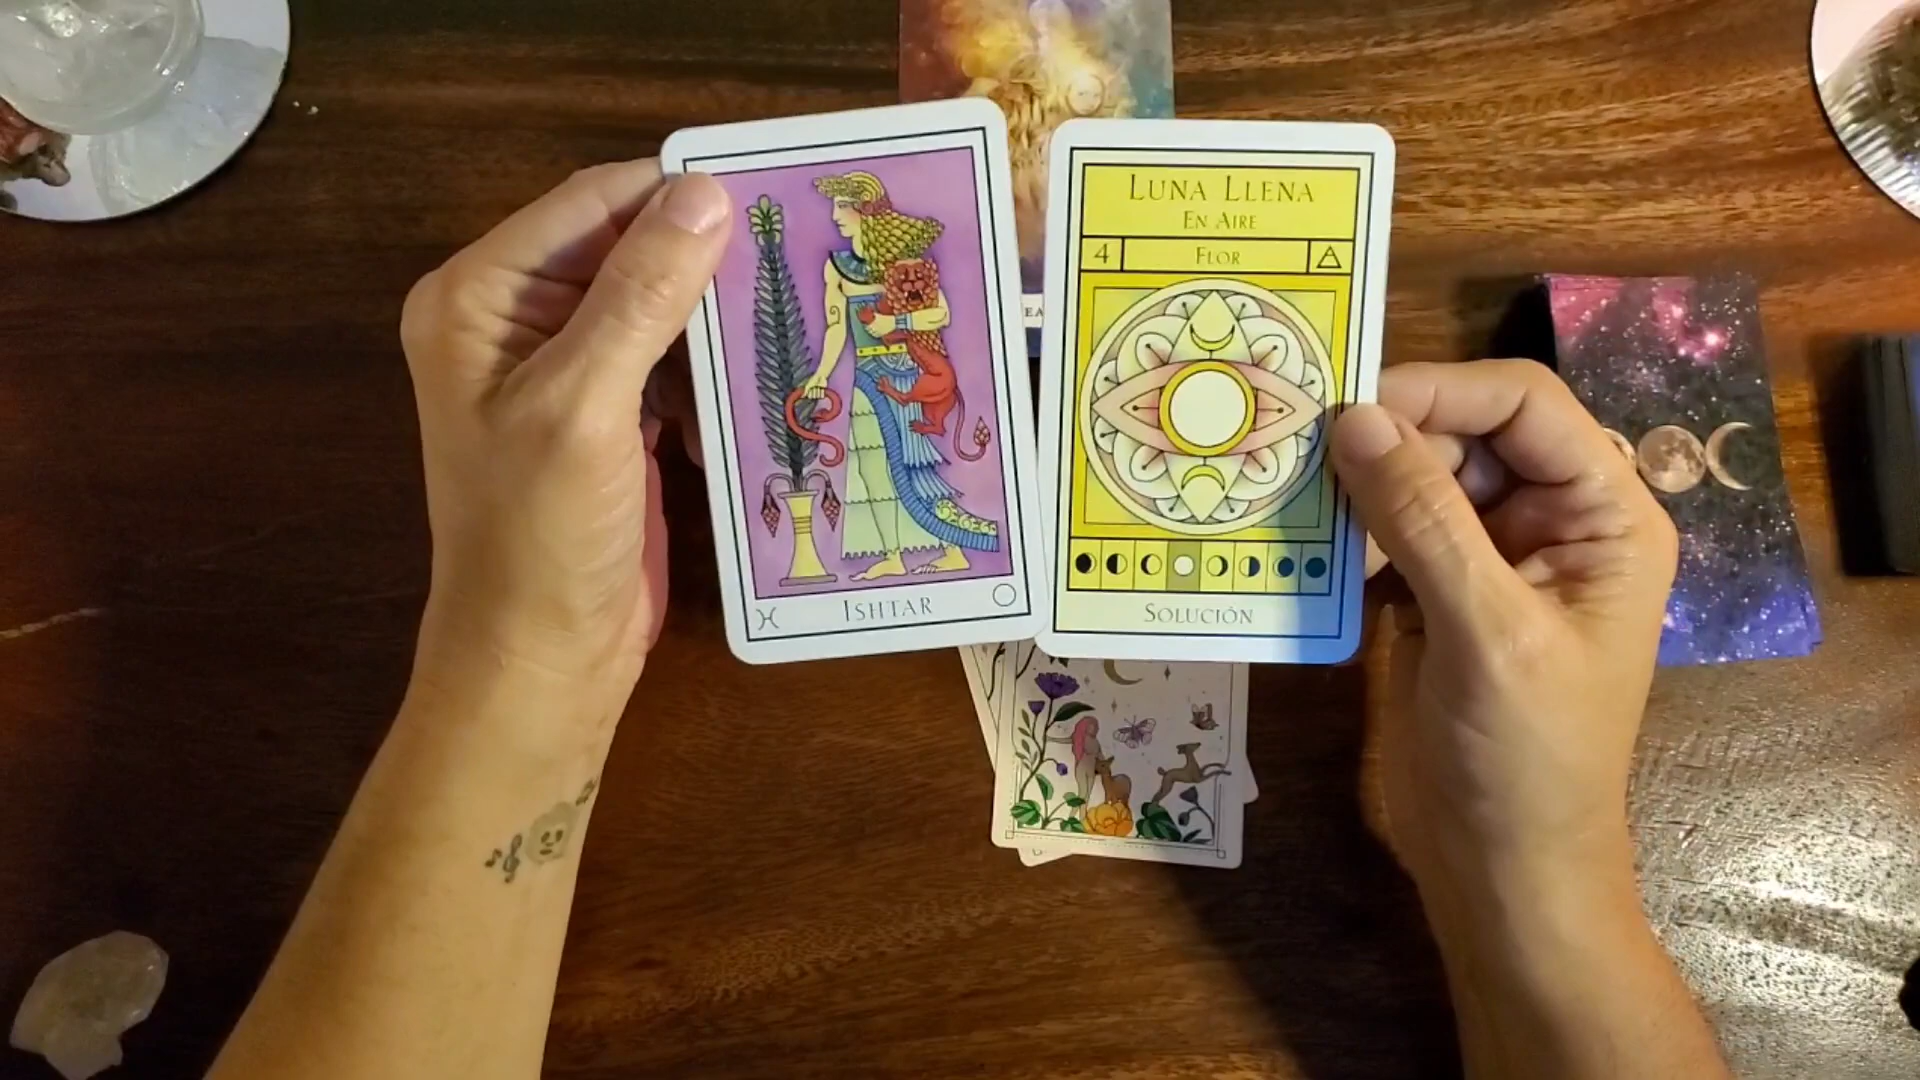 ISHTAR
LUNA LLENA
EN AIRE
4 FLOR
SOLUCIÓN